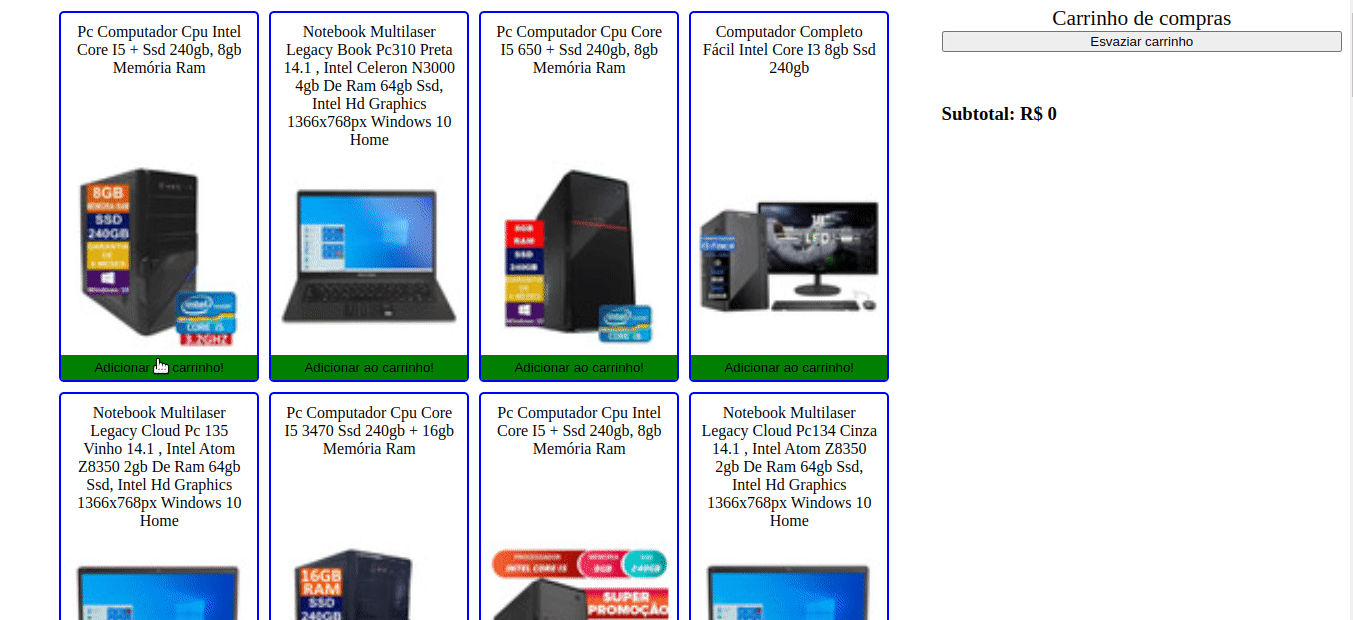 Pc Computador Cpu Intel
Core I5 + Ssd 240gb, 8gb
Memória Ram
8GB
MEMÓRIA RAM
SSD
240GB
GARANTIA
DE
6 MESES
Windows 10
intel
CORE i5
3.2GHZ
Adicionar
carrinho!
Notebook Multilaser
Legacy Book Pc310 Preta
14.1 , Intel Celeron N3000
4gb De Ram 64gb Ssd,
Intel Hd Graphics
1366x768px Windows 10
Home
Adicionar ao carrinho!
Pc Computador Cpu Core
I5 650 + Ssd 240gb, 8gb
Memória Ram
8GB
RAM
SSD
240GB
GARANTIA
DE
6 MESES
Windows 10
intel
CORE i5
Adicionar ao carrinho!
Computador Completo
Fácil Intel Core I3 8gb Ssd
240gb
18"
LED
Adicionar ao carrinho!
Carrinho de compras
Esvaziar carrinho
Subtotal: R$ 0
Notebook Multilaser
Legacy Cloud Pc 135
Vinho 14.1 , Intel Atom
Z8350 2gb De Ram 64gb
Ssd, Intel Hd Graphics
1366x768px Windows 10
Home
Pc Computador Cpu Core
I5 3470 Ssd 240gb + 16gb
Memória Ram
16GB
RAM
SSD
240GB
Pc Computador Cpu Intel
Core I5 + Ssd 240gb, 8gb
Memória Ram
PROCESSADOR
INTEL CORE I5
MEMÓRIA
8GB
SSD
240GB
SUPER
PROMOÇÃO
Notebook Multilaser
Legacy Cloud Pc134 Cinza
14.1 , Intel Atom Z8350
2gb De Ram 64gb Ssd,
Intel Hd Graphics
1366x768px Windows 10
Home